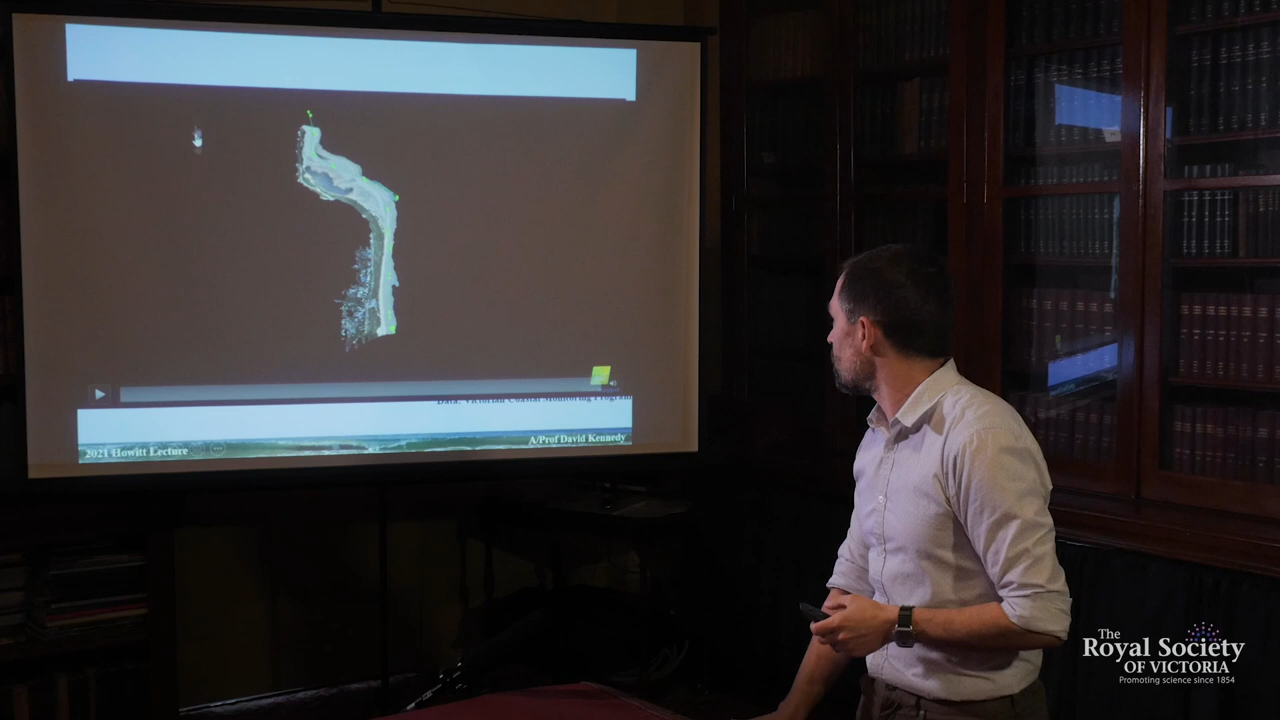 Data: Victorian Coastal Monitoring Program
A/Prof David Kennedy
2021 Howitt Lecture
The
Royal Society
OF VICTORIA
Promoting science since 1854